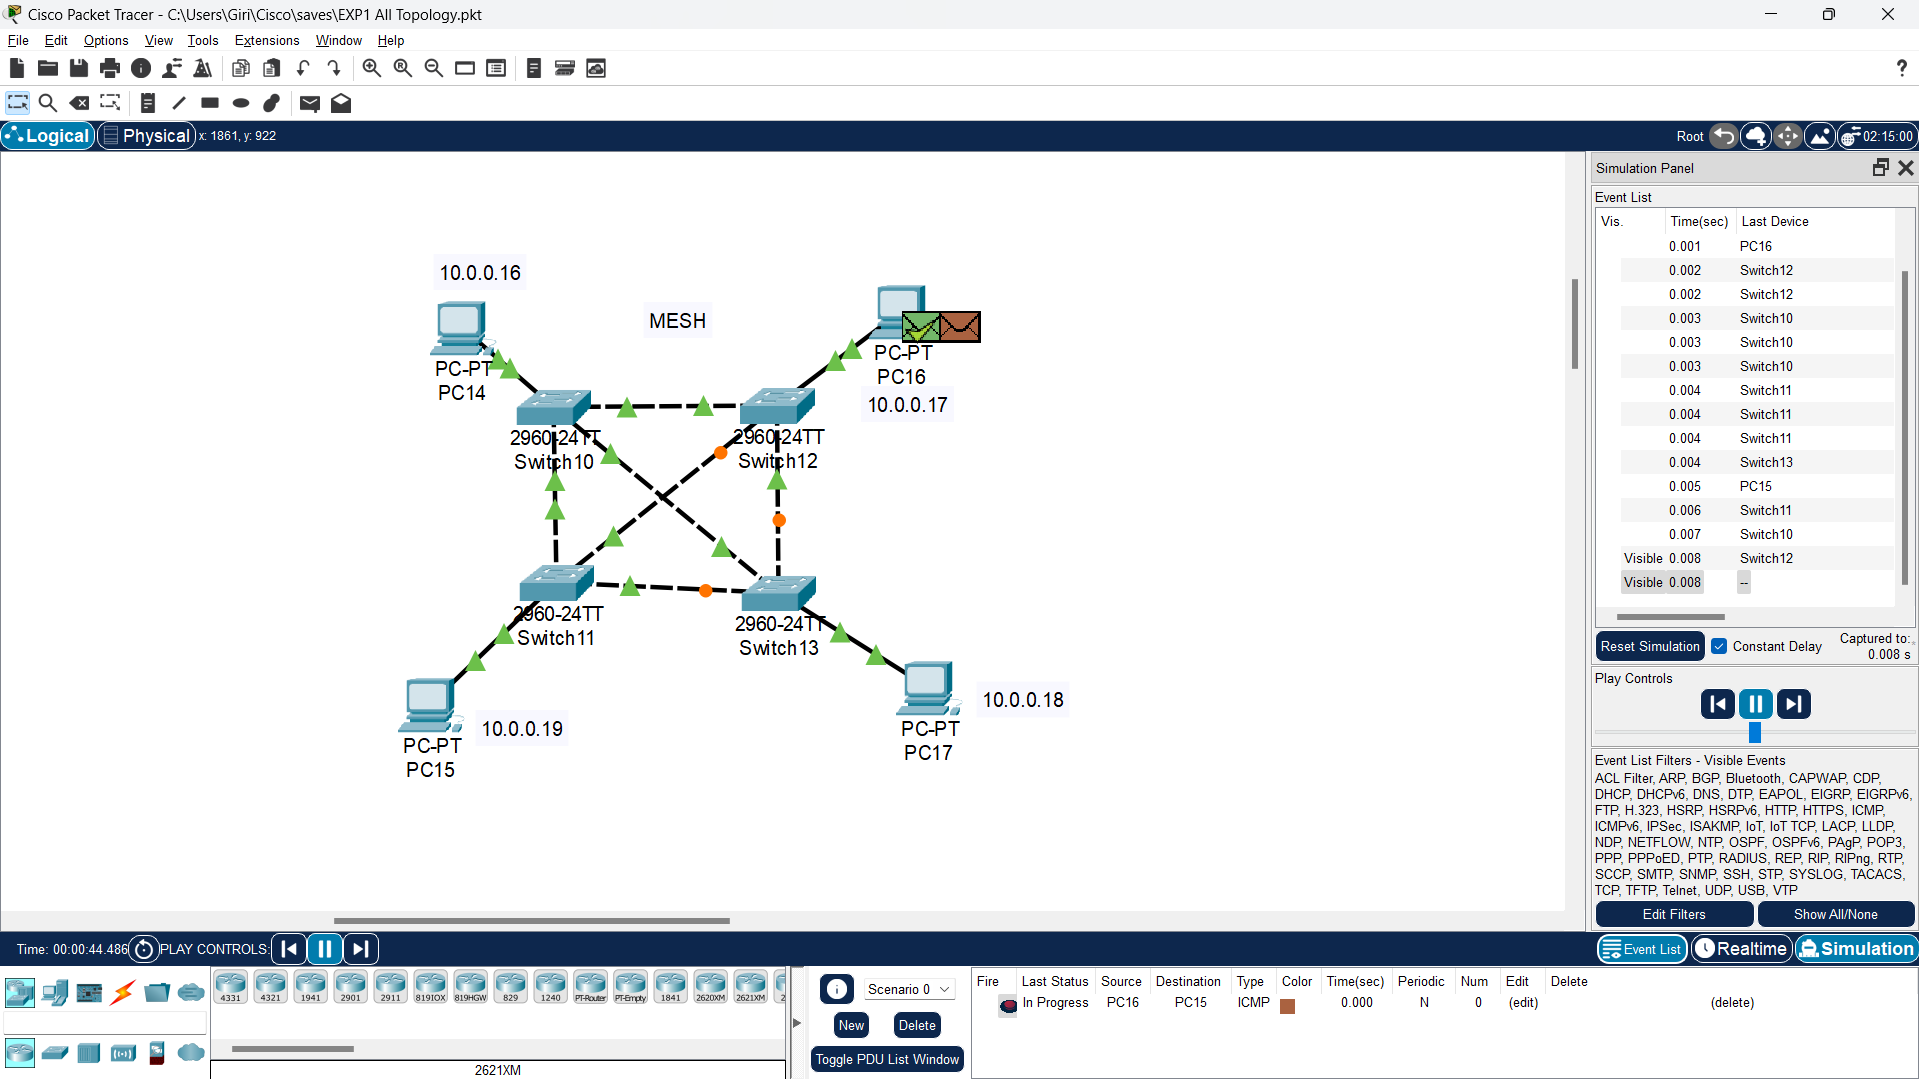 Cisco Packet Tracer - C:\Users\Giri\Cisco\saves\EXP1 All Topology.pkt
File Edit Options View Tools Extensions Window Help
?
Logical Physical x: 1861, y: 922
Root 02:15:00
10.0.0.16
MESH
PC-PT
PC14
PC-PT
PC16
10.0.0.17
2960-24TT
Switch10
2960-24TT
Switch12
2960-24TT
Switch11
2960-24TT
Switch13
10.0.0.19
PC-PT
PC15
10.0.0.18
PC-PT
PC17
Simulation Panel
Event List
Vis. Time(sec) Last Device
0.001 PC16
0.002 Switch12
0.002 Switch12
0.003 Switch10
0.003 Switch10
0.003 Switch10
0.004 Switch11
0.004 Switch11
0.004 Switch11
0.004 Switch13
0.005 PC15
0.006 Switch11
0.007 Switch10
Visible 0.008 Switch12
Visible 0.008 --
Reset Simulation Constant Delay Captured to:
0.008 s
Play Controls
Event List Filters - Visible Events
ACL Filter, ARP, BGP, Bluetooth, CAPWAP, CDP,
DHCP, DHCPv6, DNS, DTP, EAPOL, EIGRP, EIGRPv6,
FTP, H.323, HSRP, HSRPv6, HTTP, HTTPS, ICMP,
ICMPv6, IPSec, ISAKMP, IoT, IoT TCP, LACP, LLDP,
NDP, NETFLOW, NTP, OSPF, OSPFv6, PAgP, POP3,
PPP, PPPoED, PTP, RADIUS, REP, RIP, RIPng, RTP,
SCCP, SMTP, SNMP, SSH, STP, SYSLOG, TACACS,
TCP, TFTP, Telnet, UDP, USB, VTP
Edit Filters Show All/None
Time: 00:00:44.486 PLAY CONTROLS:
Event List Realtime Simulation
4331 4321 1941 2901 2911 819IOX 819HGW 829 1240 PT-Router PT-Empty 1841 2620XM 2621XM 2
2621XM
Scenario 0
New Delete
Toggle PDU List Window
Fire Last Status Source Destination Type Color Time(sec) Periodic Num Edit Delete
In Progress PC16 PC15 ICMP 0.000 N 0 (edit) (delete)